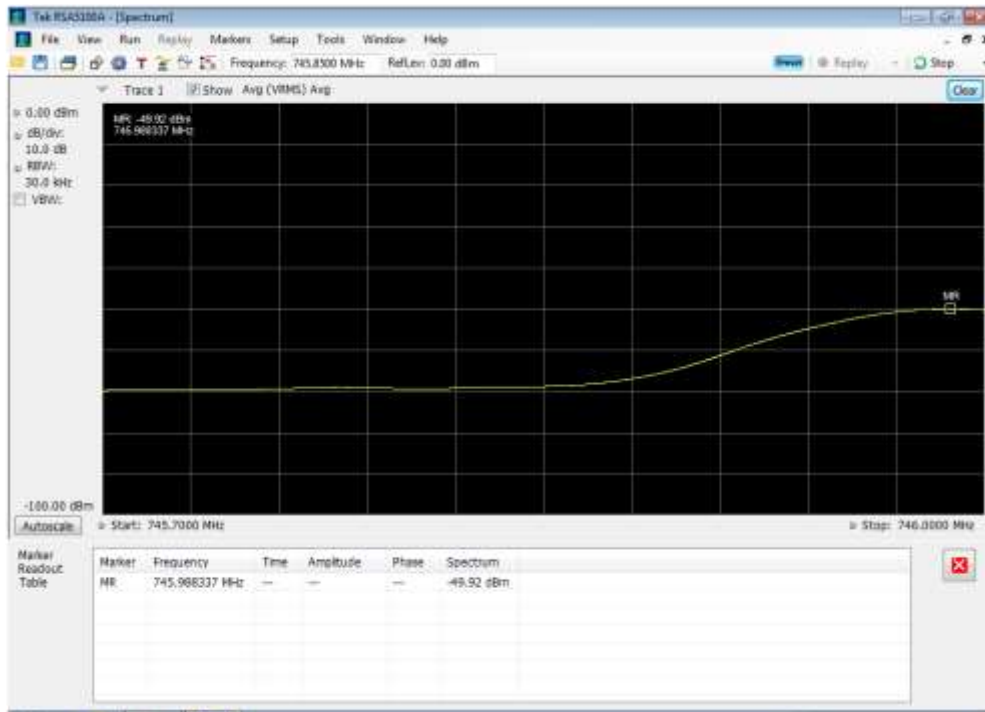 Tek RSA5100A - [Spectrum]
File View Run Replay Markers Setup Tools Window Help
Frequency: 745.8500 MHz RefLev: 0.00 dBm Preset Replay Stop
Trace 1 Show Avg (VRMS) Avg Clear
0.00 dBm
dB/div:
10.0 dB
RBW:
30.0 kHz
VBW:
MR: -49.92 dBm
745.988337 MHz
MR
-100.00 dBm
Autoscale Start: 745.7000 MHz Stop: 746.0000 MHz
Marker
Readout
Table
Marker Frequency Time Amplitude Phase Spectrum
MR 745.988337 MHz --- --- --- -49.92 dBm